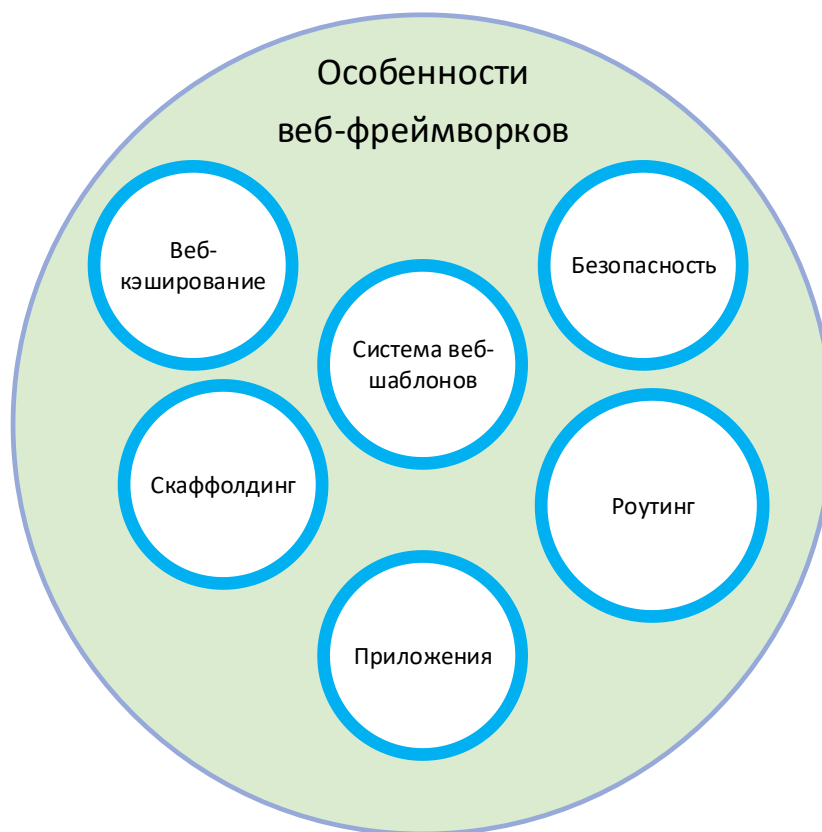 Особенности
веб-фреймворков
Веб-
кэширование
Безопасность
Система веб-
шаблонов
Скаффолдинг
Роутинг
Приложения